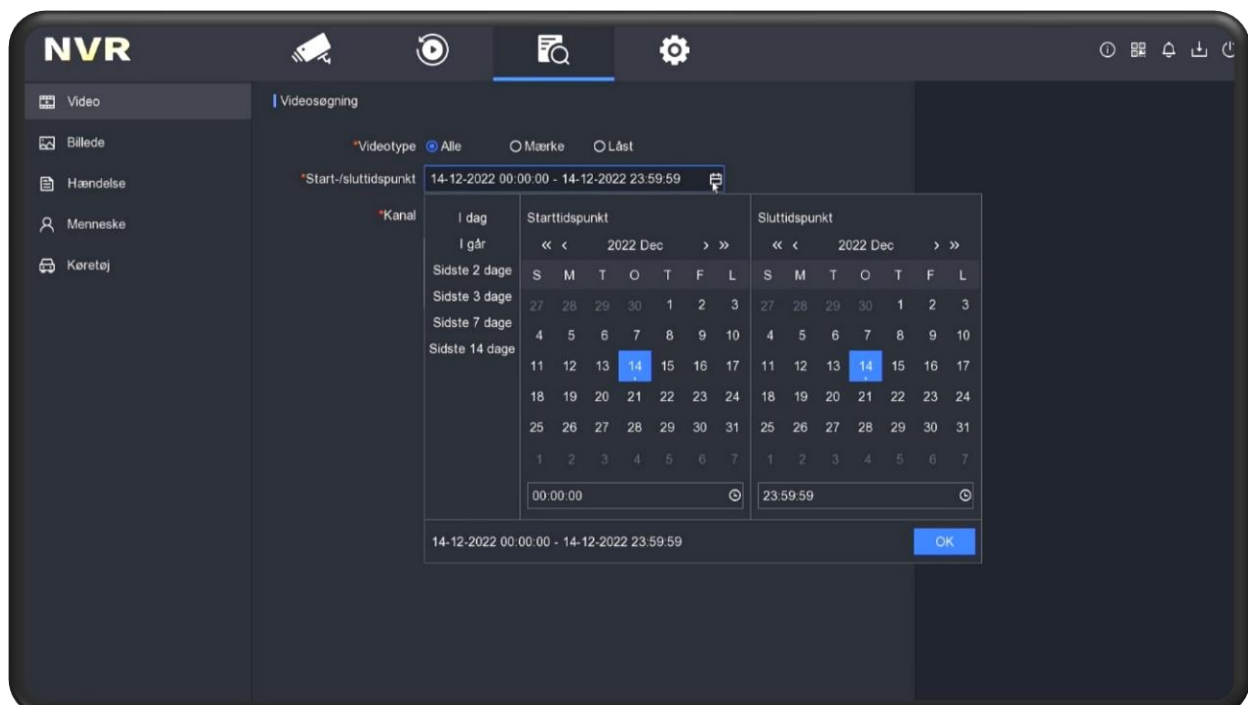 NVR
Video
Billede
Hændelse
Menneske
Køretøj
Videosøgning
*Videotype Alle Mærke Låst
*Start-/sluttidspunkt 14-12-2022 00:00:00 - 14-12-2022 23:59:59
*Kanal
I dag
I går
Sidste 2 dage
Sidste 3 dage
Sidste 7 dage
Sidste 14 dage
Starttidspunkt
« ‹ 2022 Dec › »
S M T O T F L
27 28 29 30 1 2 3
4 5 6 7 8 9 10
11 12 13 14 15 16 17
18 19 20 21 22 23 24
25 26 27 28 29 30 31
1 2 3 4 5 6 7
00:00:00
Sluttidspunkt
« ‹ 2022 Dec › »
S M T O T F L
27 28 29 30 1 2 3
4 5 6 7 8 9 10
11 12 13 14 15 16 17
18 19 20 21 22 23 24
25 26 27 28 29 30 31
1 2 3 4 5 6 7
23:59:59
14-12-2022 00:00:00 - 14-12-2022 23:59:59
OK